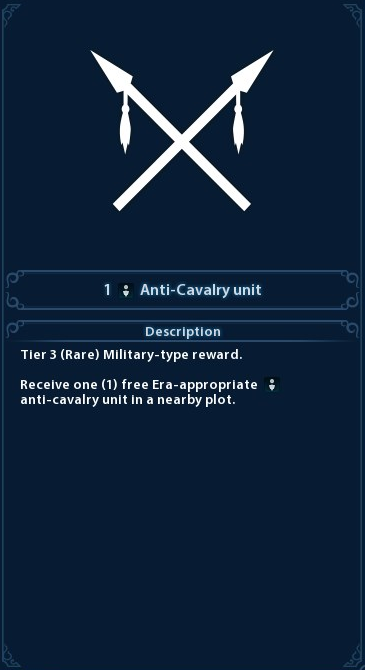 1 Anti-Cavalry unit
Description
Tier 3 (Rare) Military-type reward.
Receive one (1) free Era-appropriate
anti-cavalry unit in a nearby plot.